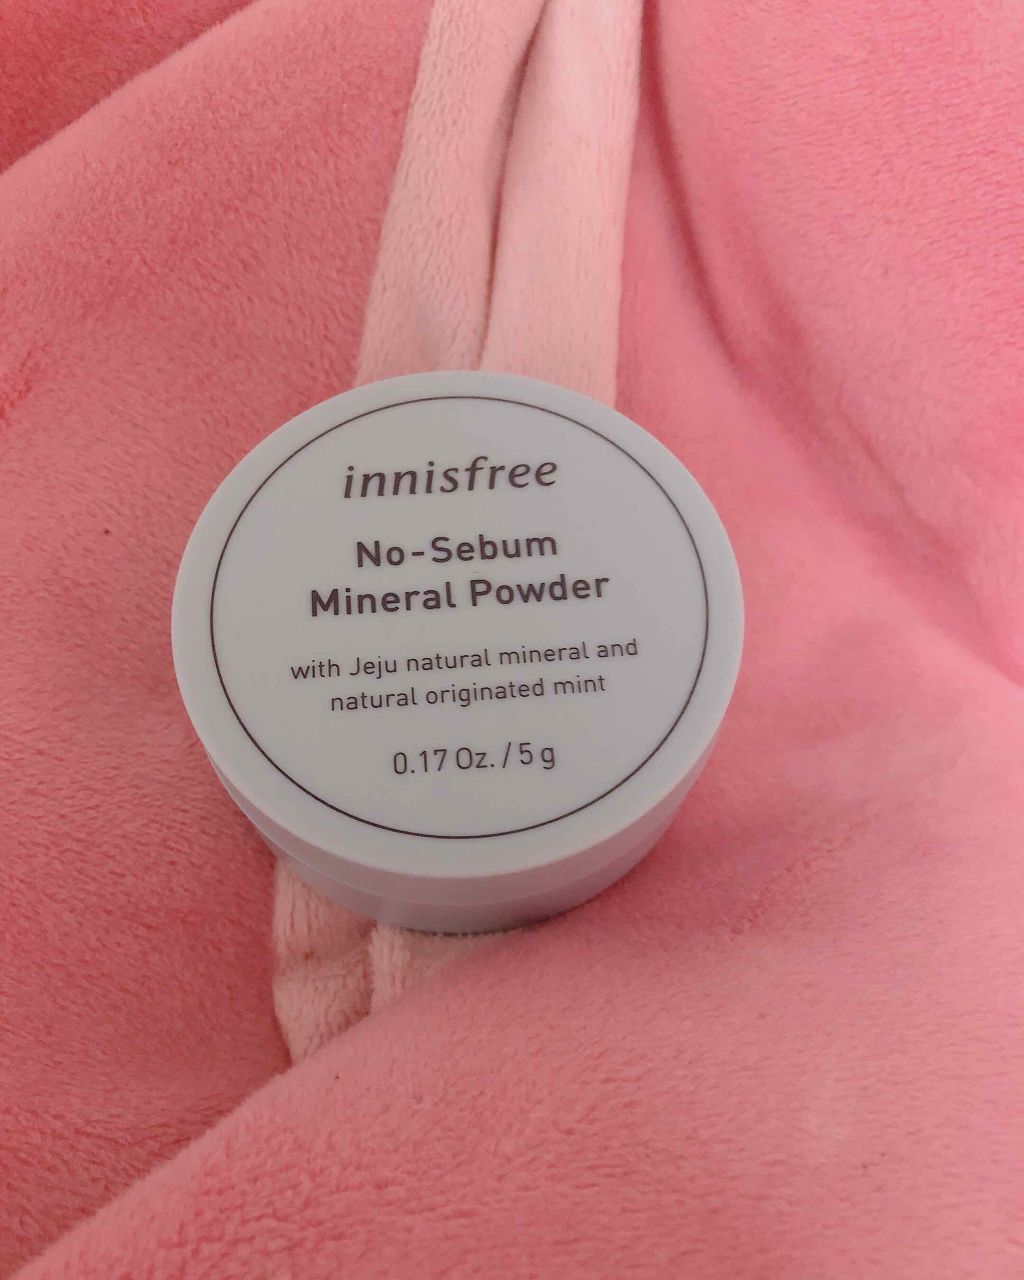 innisfree
No-Sebum
Mineral Powder
with Jeju natural mineral and
natural originated mint
0.17 Oz. / 5 g